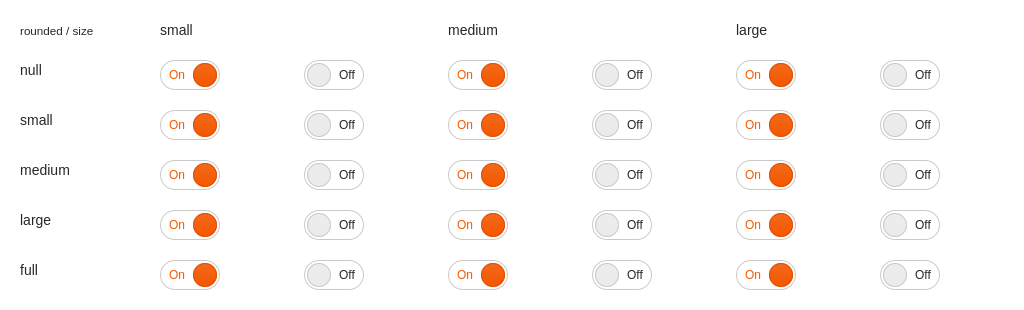 rounded / size small medium large
null On Off On Off On Off
small On Off On Off On Off
medium On Off On Off On Off
large On Off On Off On Off
full On Off On Off On Off